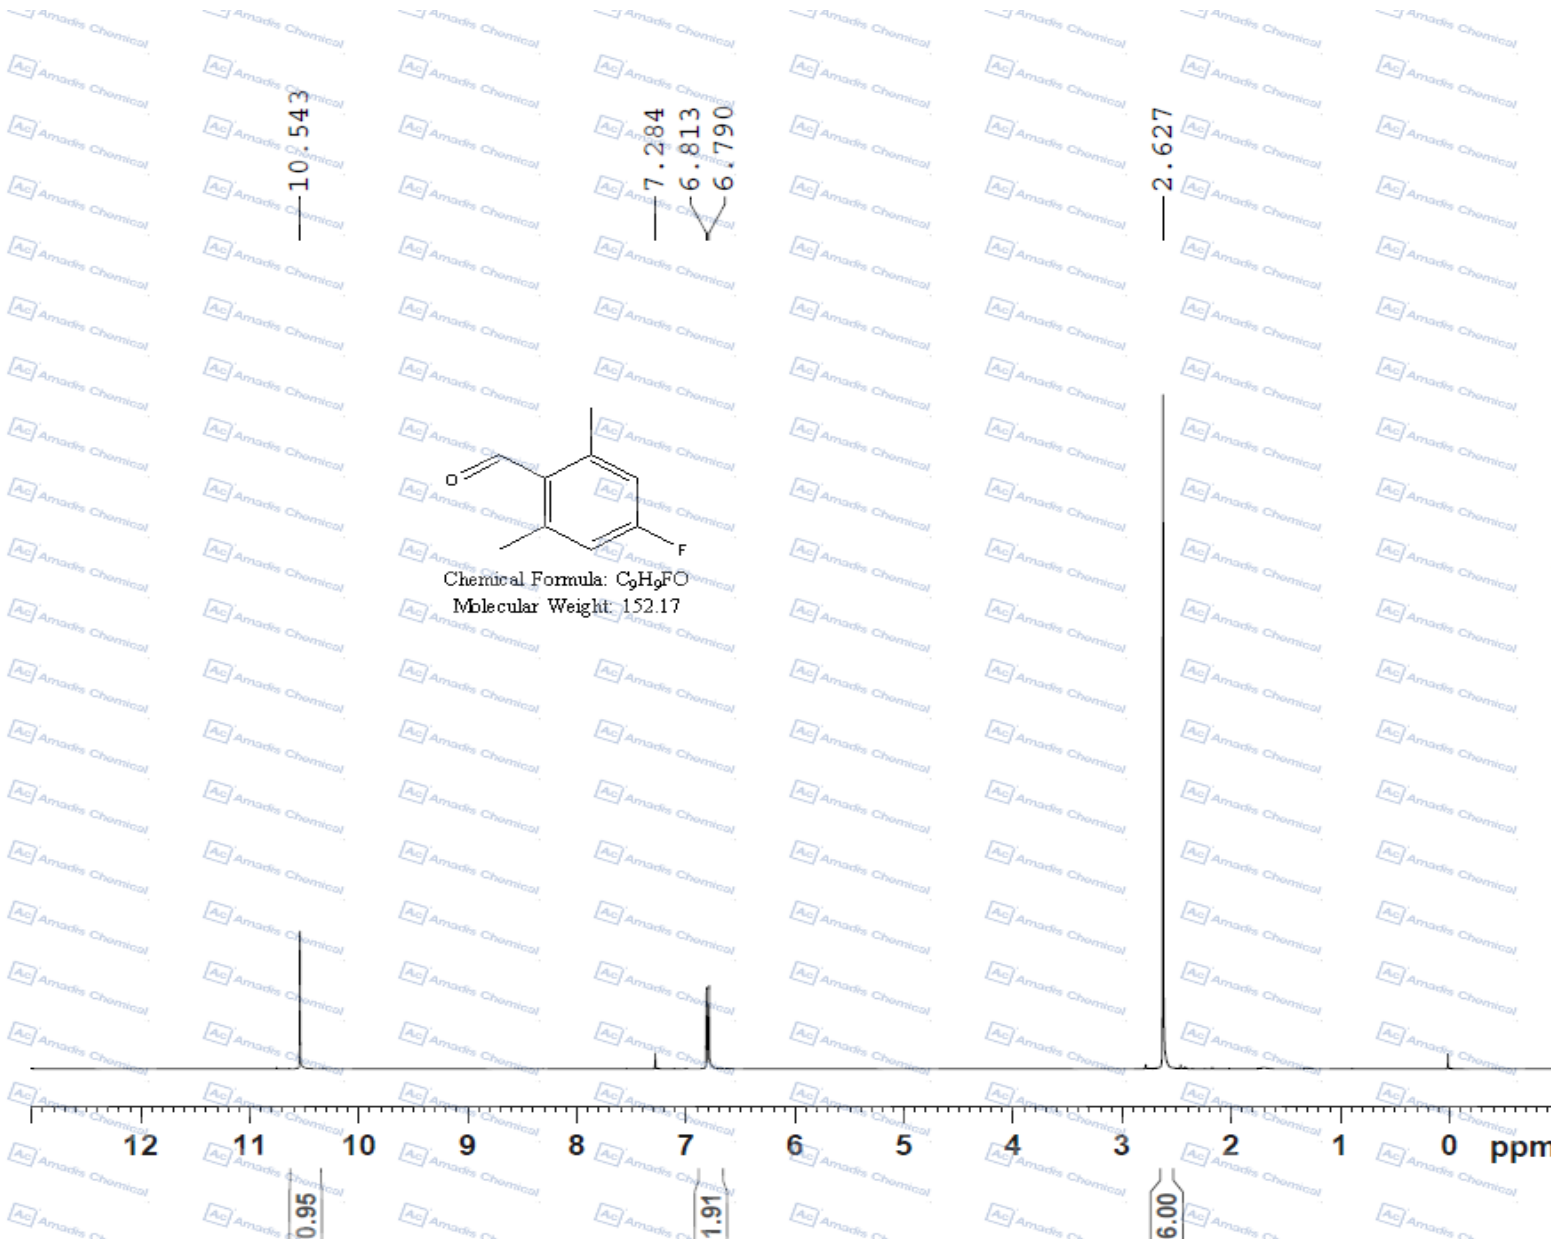 10.543
7.284
6.813
6.790
2.627
O
F
Chemical Formula: C₉H₉FO
Molecular Weight: 152.17
12 11 10 9 8 7 6 5 4 3 2 1 0 ppm
0.95
1.91
6.00
Ac Amadis Chemical